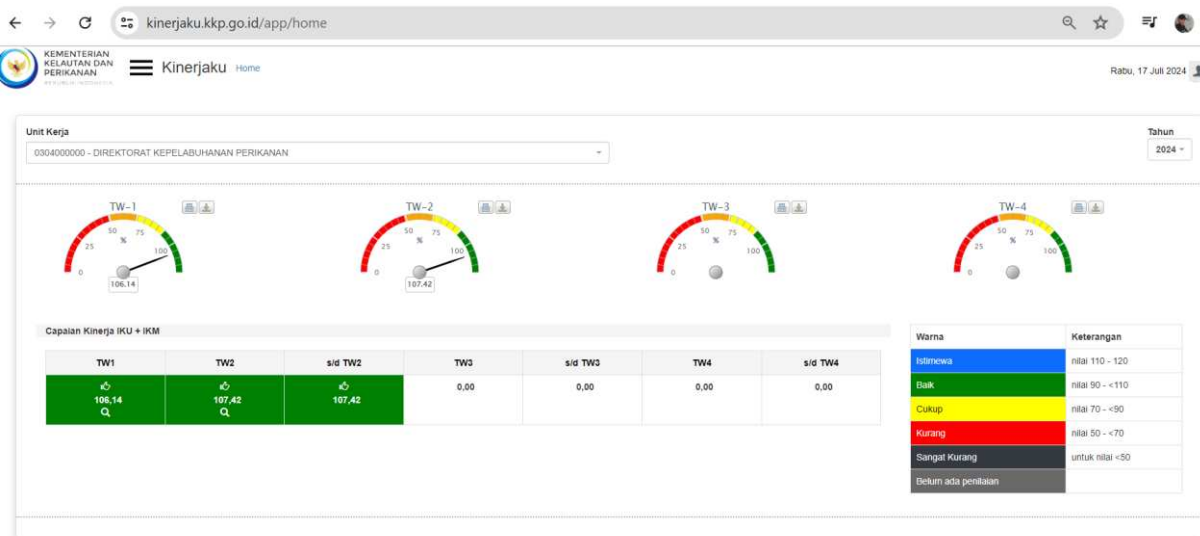 kinerjaku.kkp.go.id/app/home
KEMENTERIAN
KELAUTAN DAN
PERIKANAN
REPUBLIK INDONESIA
Kinerjaku Home
Rabu, 17 Juli 2024
Unit Kerja
Tahun
0304000000 - DIREKTORAT KEPELABUHANAN PERIKANAN
2024
TW-1
0 25 50 75 100
%
106.14
TW-2
0 25 50 75 100
%
107.42
TW-3
0 25 50 75 100
%
TW-4
0 25 50 75 100
%
Capaian Kinerja IKU + IKM
TW1 TW2 s/d TW2 TW3 s/d TW3 TW4 s/d TW4
106,14 107,42 107,42 0,00 0,00 0,00 0,00
Warna Keterangan
Istimewa nilai 110 - 120
Baik nilai 90 - <110
Cukup nilai 70 - <90
Kurang nilai 50 - <70
Sangat Kurang untuk nilai <50
Belum ada penilaian